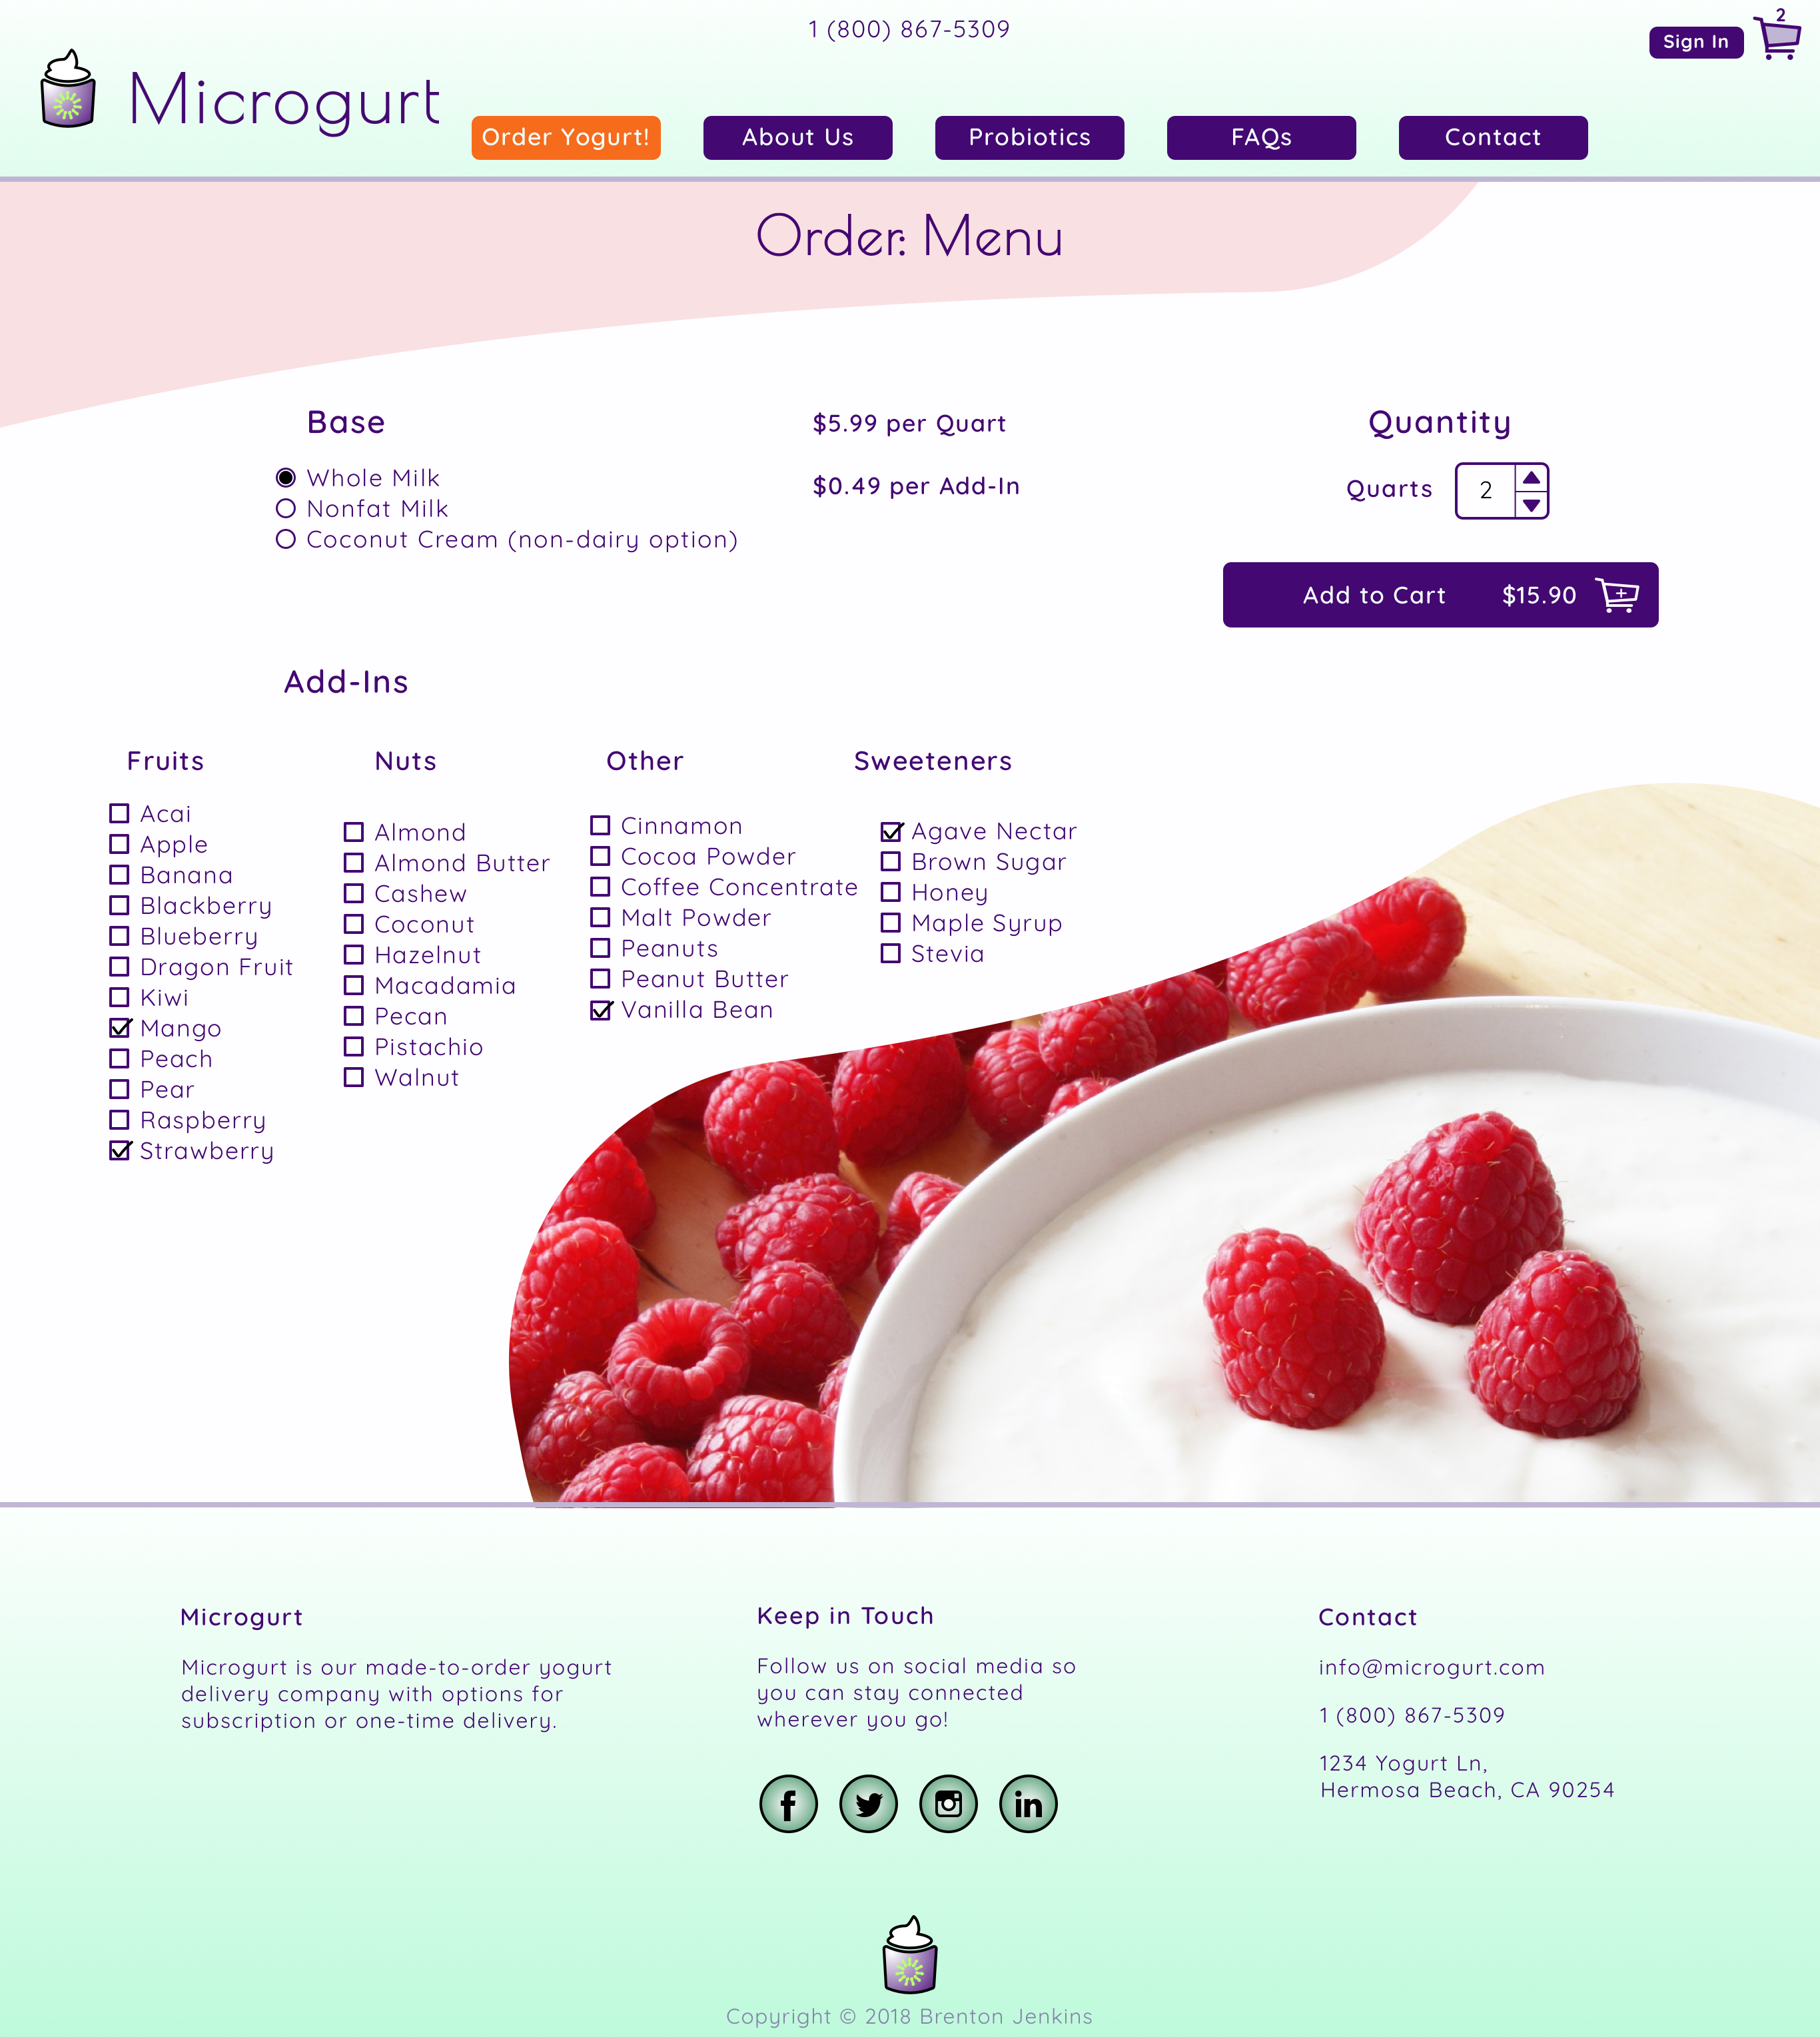 1 (800) 867-5309
2
Sign In
Microgurt
Order Yogurt!
About Us
Probiotics
FAQs
Contact
Order: Menu
Base
Whole Milk
Nonfat Milk
Coconut Cream (non-dairy option)
$5.99 per Quart
$0.49 per Add-In
Quantity
Quarts
2
Add to Cart $15.90
Add-Ins
Fruits
Acai
Apple
Banana
Blackberry
Blueberry
Dragon Fruit
Kiwi
Mango
Peach
Pear
Raspberry
Strawberry
Nuts
Almond
Almond Butter
Cashew
Coconut
Hazelnut
Macadamia
Pecan
Pistachio
Walnut
Other
Cinnamon
Cocoa Powder
Coffee Concentrate
Malt Powder
Peanuts
Peanut Butter
Vanilla Bean
Sweeteners
Agave Nectar
Brown Sugar
Honey
Maple Syrup
Stevia
Microgurt
Microgurt is our made-to-order yogurt
delivery company with options for
subscription or one-time delivery.
Keep in Touch
Follow us on social media so
you can stay connected
wherever you go!
Contact
info@microgurt.com
1 (800) 867-5309
1234 Yogurt Ln,
Hermosa Beach, CA 90254
Copyright © 2018 Brenton Jenkins